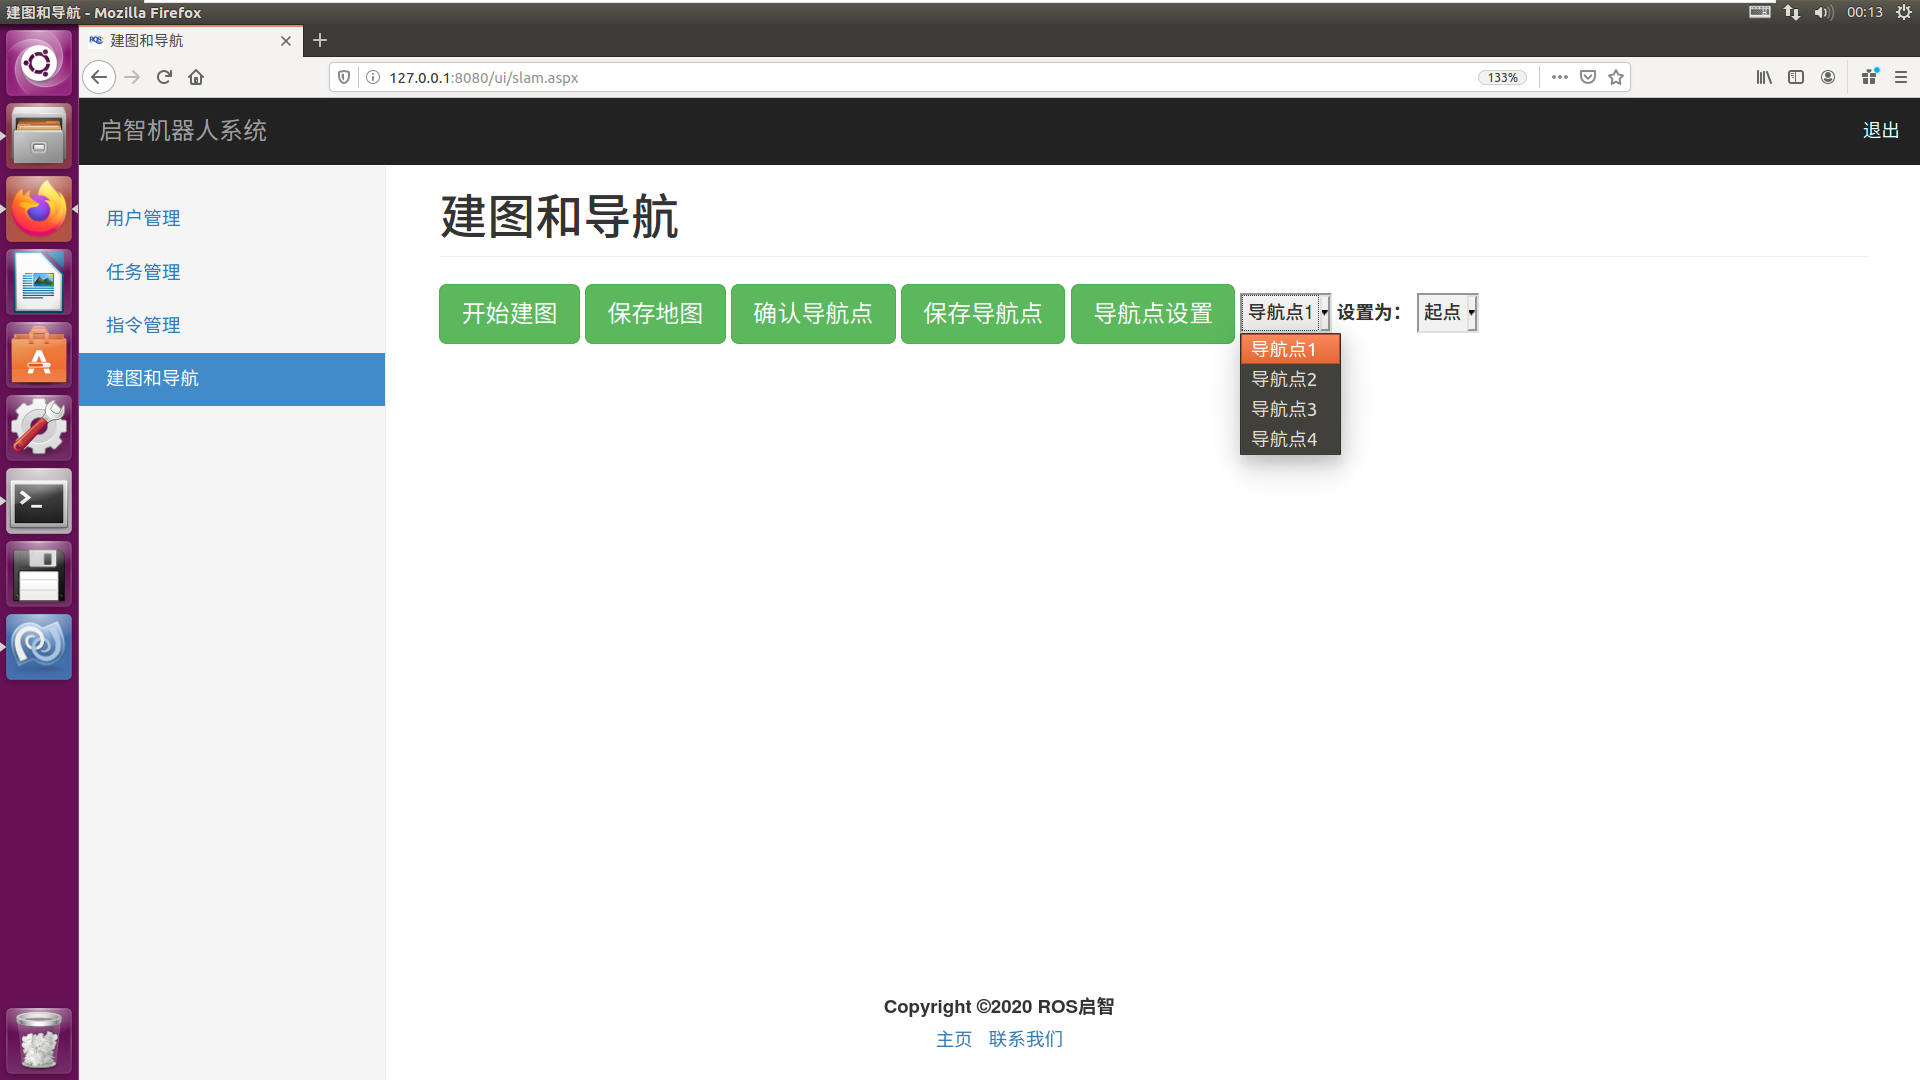 建图和导航 - Mozilla Firefox
00:13
ROS 建图和导航
127.0.0.1:8080/ui/slam.aspx
133%
启智机器人系统
退出
用户管理
任务管理
指令管理
建图和导航
建图和导航
开始建图 保存地图 确认导航点 保存导航点 导航点设置 导航点1 设置为: 起点
导航点1
导航点2
导航点3
导航点4
Copyright ©2020 ROS启智
主页 联系我们